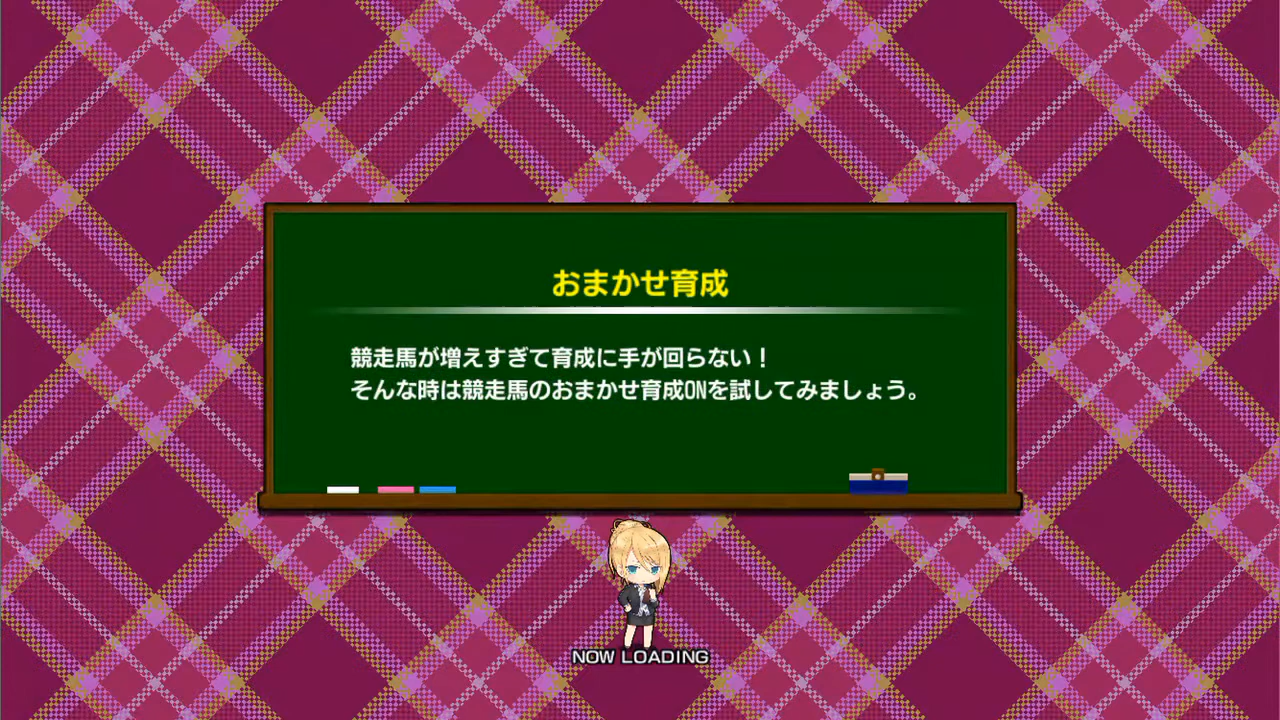 おまかせ育成
競走馬が増えすぎて育成に手が回らない！
そんな時は競走馬のおまかせ育成ONを試してみましょう。
NOW LOADING